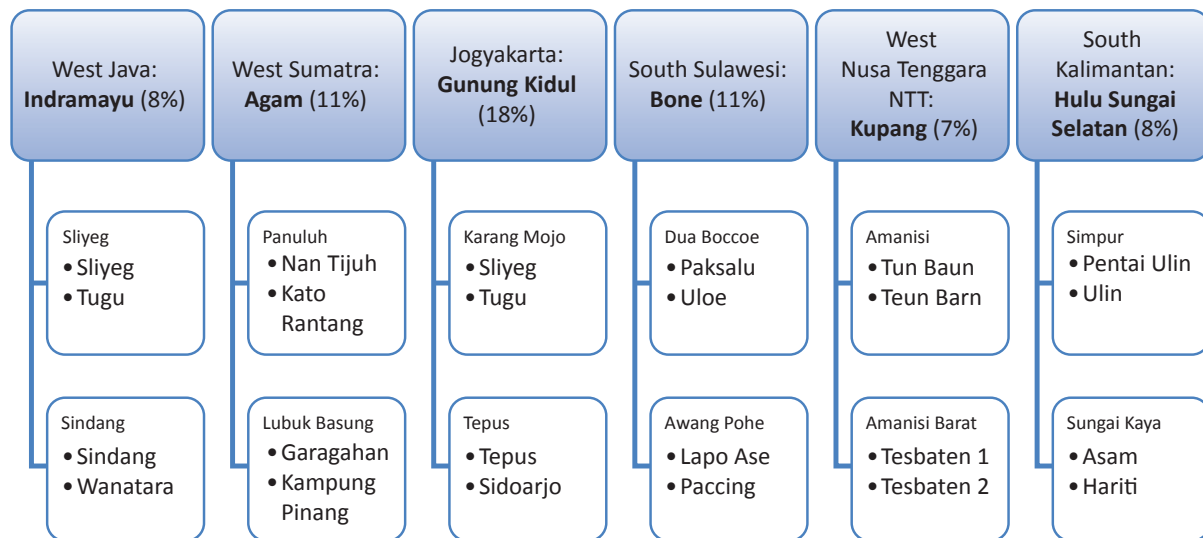 West Java:
Indramayu (8%)
Sliyeg
• Sliyeg
• Tugu
Sindang
• Sindang
• Wanatara
West Sumatra:
Agam (11%)
Panuluh
• Nan Tijuh
• Kato
Rantang
Lubuk Basung
• Garagahan
• Kampung
Pinang
Jogyakarta:
Gunung Kidul
(18%)
Karang Mojo
• Sliyeg
• Tugu
Tepus
• Tepus
• Sidoarjo
South Sulawesi:
Bone (11%)
Dua Boccoe
• Paksalu
• Uloe
Awang Pohe
• Lapo Ase
• Paccing
West
Nusa Tenggara
NTT:
Kupang (7%)
Amanisi
• Tun Baun
• Teun Barn
Amanisi Barat
• Tesbaten 1
• Tesbaten 2
South
Kalimantan:
Hulu Sungai
Selatan (8%)
Simpur
• Pentai Ulin
• Ulin
Sungai Kaya
• Asam
• Hariti